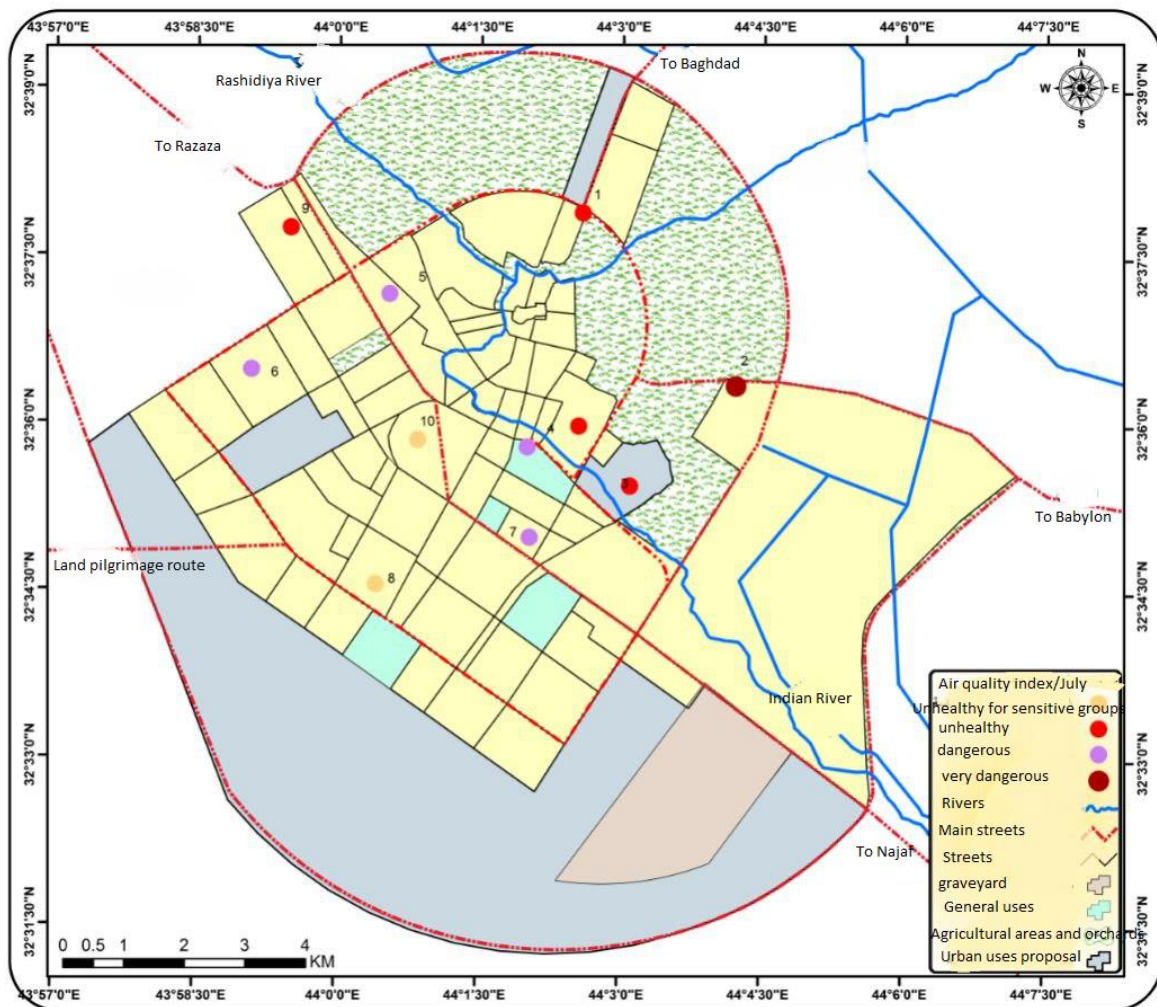 43°57'0"N 43°58'30"N 44°0'0"N 44°1'30"N 44°3'0"N 44°4'30"N 44°6'0"N 44°7'30"N
32°39'0"N
32°37'30"N
32°36'0"N
32°34'30"N
32°33'0"N
32°31'30"N
32°39'0"N
32°37'30"N
32°36'0"N
32°34'30"N
32°33'0"N
N
W E
S
Rashidiya River
To Baghdad
To Razaza
1
9
5
2
6
10
4
3
To Babylon
7
Land pilgrimage route
8
Indian River
To Najaf
Air quality index/July
Unhealthy for sensitive groups
unhealthy
dangerous
very dangerous
Rivers
Main streets
Streets
graveyard
General uses
Agricultural areas and orchards
Urban uses proposal
0 0.5 1 2 3 4
KM
43°57'0"N 43°58'30"N 44°0'0"N 44°1'30"N 44°3'0"N 44°4'30"N 44°6'0"N 44°7'30"N